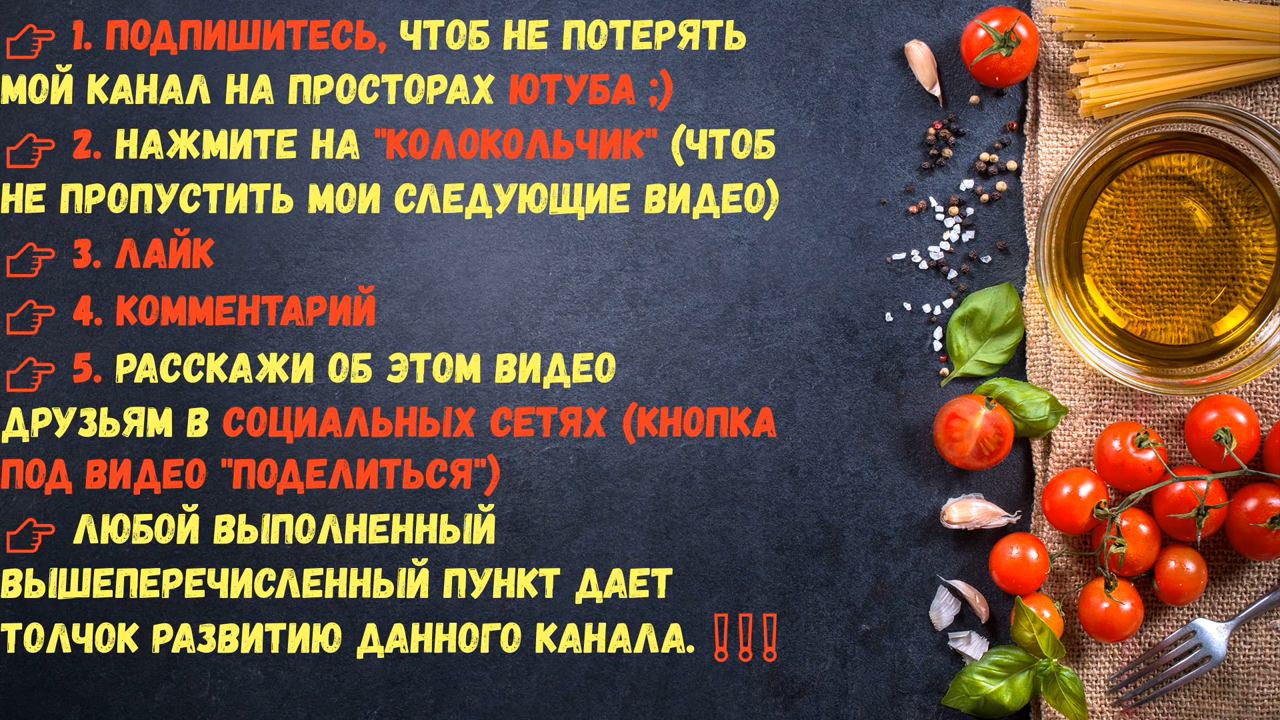 👉 1. ПОДПИШИТЕСЬ, ЧТОБ НЕ ПОТЕРЯТЬ
МОЙ КАНАЛ НА ПРОСТОРАХ ЮТУБА ;)
👉 2. НАЖМИТЕ НА "КОЛОКОЛЬЧИК" (ЧТОБ
НЕ ПРОПУСТИТЬ МОИ СЛЕДУЮЩИЕ ВИДЕО)
👉 3. ЛАЙК
👉 4. КОММЕНТАРИЙ
👉 5. РАССКАЖИ ОБ ЭТОМ ВИДЕО
ДРУЗЬЯМ В СОЦИАЛЬНЫХ СЕТЯХ (КНОПКА
ПОД ВИДЕО "ПОДЕЛИТЬСЯ")
👉 ЛЮБОЙ ВЫПОЛНЕННЫЙ
ВЫШЕПЕРЕЧИСЛЕННЫЙ ПУНКТ ДАЕТ
ТОЛЧОК РАЗВИТИЮ ДАННОГО КАНАЛА. ❗❗❗